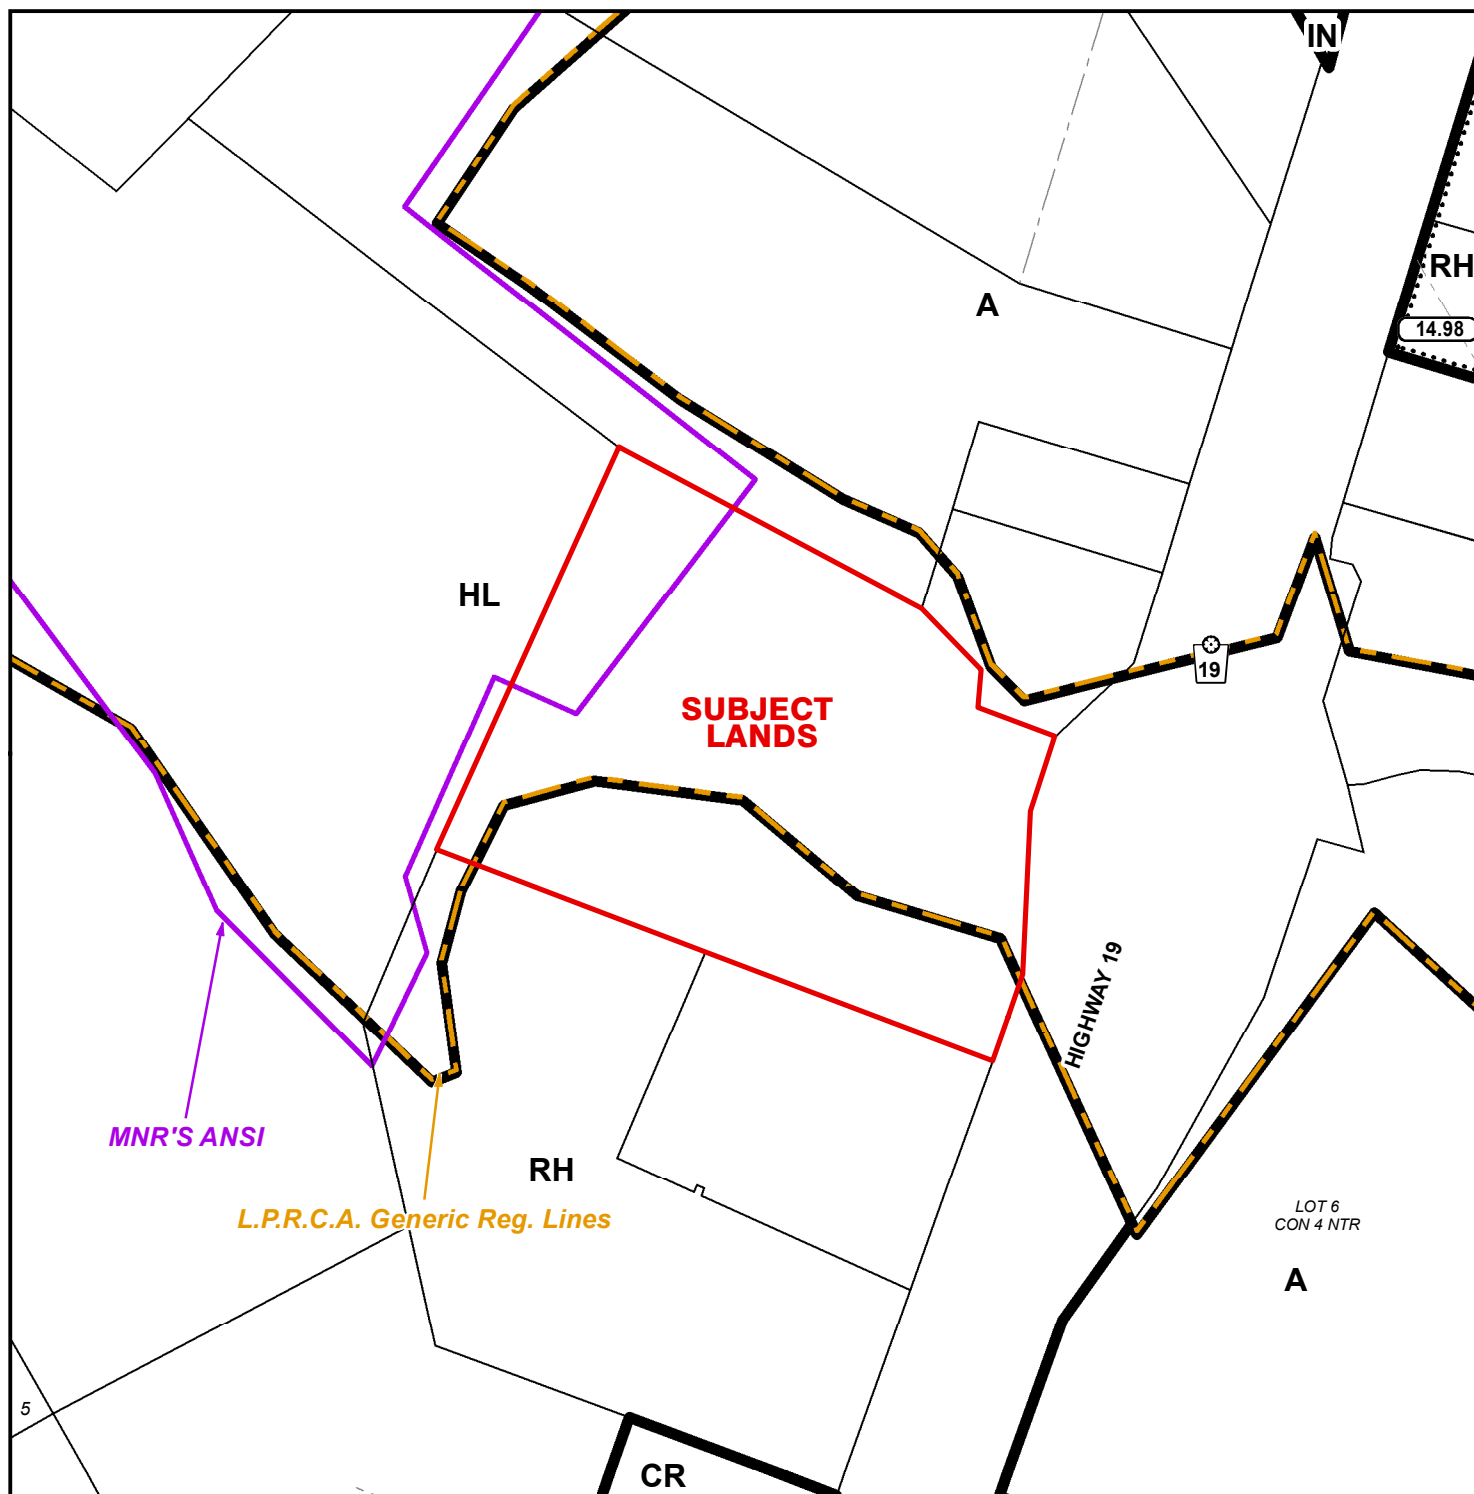 IN
RH
A
14.98
HL
19
SUBJECT
LANDS
HIGHWAY 19
MNR'S ANSI
RH
L.P.R.C.A. Generic Reg. Lines
LOT 6
CON 4 NTR
A
5
CR